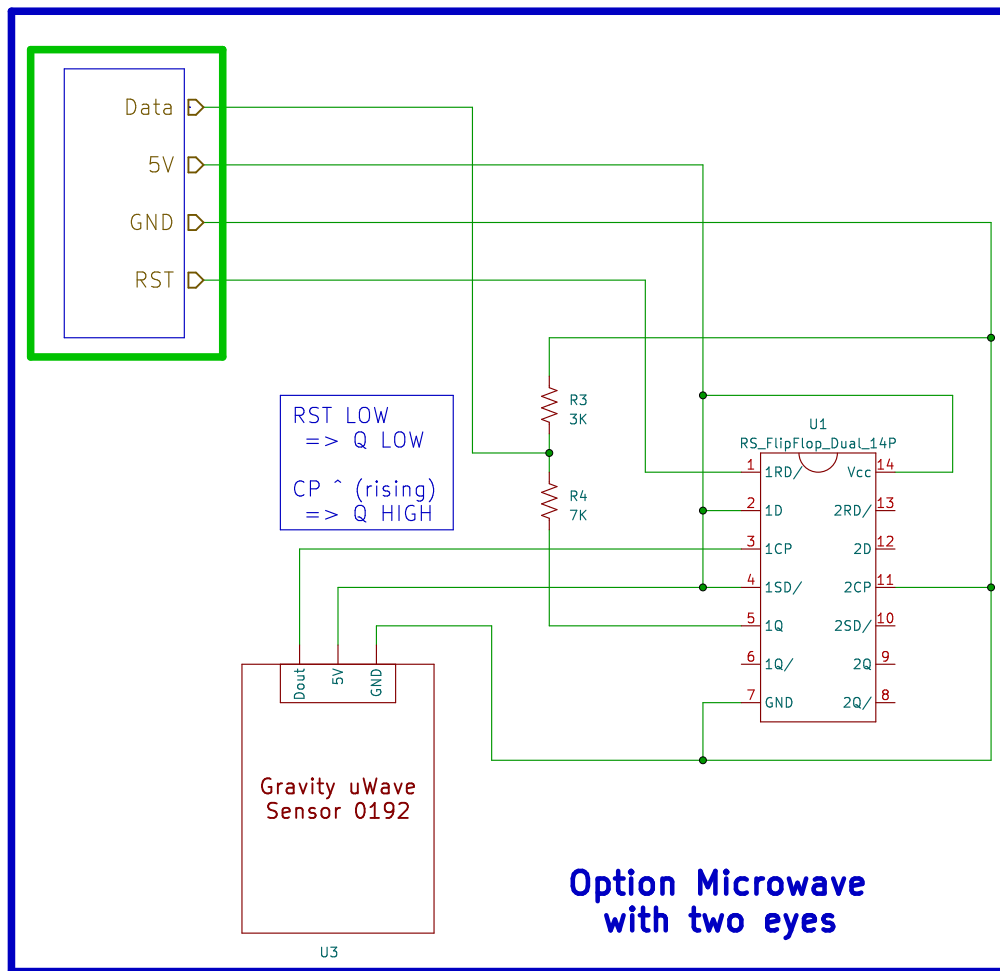 Data
5V
GND
RST
RST LOW
=> Q LOW
CP ^ (rising)
=> Q HIGH
R3
3K
R4
7K
U1
RS_FlipFlop_Dual_14P
1 1RD/
2 1D
3 1CP
4 1SD/
5 1Q
6 1Q/
7 GND
Vcc 14
2RD/ 13
2D 12
2CP 11
2SD/ 10
2Q 9
2Q/ 8
Dout
5V
GND
Gravity uWave
Sensor 0192
U3
Option Microwave
with two eyes